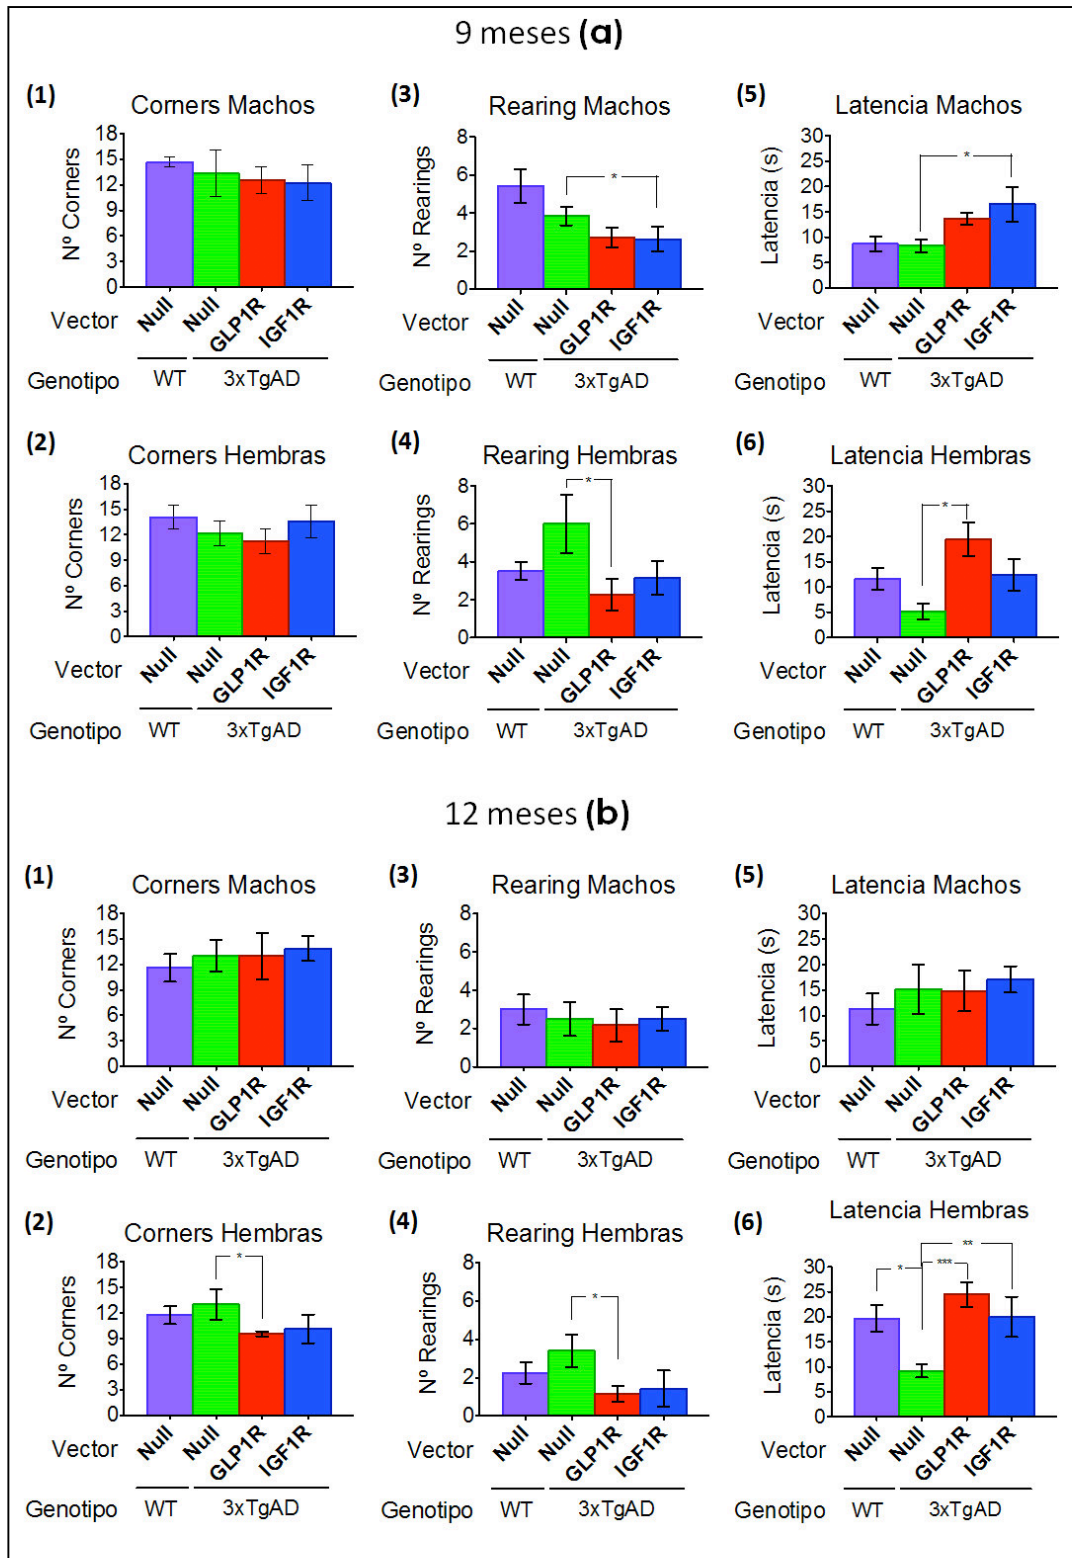 9 meses (a)
(1)
Corners Machos
Nº Corners
18
15
12
9
6
3
0
Vector
Null
Null
GLP1R
IGF1R
Genotipo
WT
3xTgAD
(3)
Rearing Machos
Nº Rearings
8
6
4
2
0
*
Vector
Null
Null
GLP1R
IGF1R
Genotipo
WT
3xTgAD
(5)
Latencia Machos
Latencia (s)
30
25
20
15
10
5
0
*
Vector
Null
Null
GLP1R
IGF1R
Genotipo
WT
3xTgAD
(2)
Corners Hembras
Nº Corners
18
15
12
9
6
3
0
Vector
Null
Null
GLP1R
IGF1R
Genotipo
WT
3xTgAD
(4)
Rearing Hembras
Nº Rearings
8
6
4
2
0
*
Vector
Null
Null
GLP1R
IGF1R
Genotipo
WT
3xTgAD
(6)
Latencia Hembras
Latencia (s)
30
25
20
15
10
5
0
*
Vector
Null
Null
GLP1R
IGF1R
Genotipo
WT
3xTgAD
12 meses (b)
(1)
Corners Machos
Nº Corners
18
15
12
9
6
3
0
Vector
Null
Null
GLP1R
IGF1R
Genotipo
WT
3xTgAD
(3)
Rearing Machos
Nº Rearings
8
6
4
2
0
Vector
Null
Null
GLP1R
IGF1R
Genotipo
WT
3xTgAD
(5)
Latencia Machos
Latencia (s)
30
25
20
15
10
5
0
Vector
Null
Null
GLP1R
IGF1R
Genotipo
WT
3xTgAD
(2)
Corners Hembras
Nº Corners
18
15
12
9
6
3
0
*
Vector
Null
Null
GLP1R
IGF1R
Genotipo
WT
3xTgAD
(4)
Rearing Hembras
Nº Rearings
8
6
4
2
0
*
Vector
Null
Null
GLP1R
IGF1R
Genotipo
WT
3xTgAD
(6)
Latencia Hembras
Latencia (s)
30
25
20
15
10
5
0
**
*
***
Vector
Null
Null
GLP1R
IGF1R
Genotipo
WT
3xTgAD